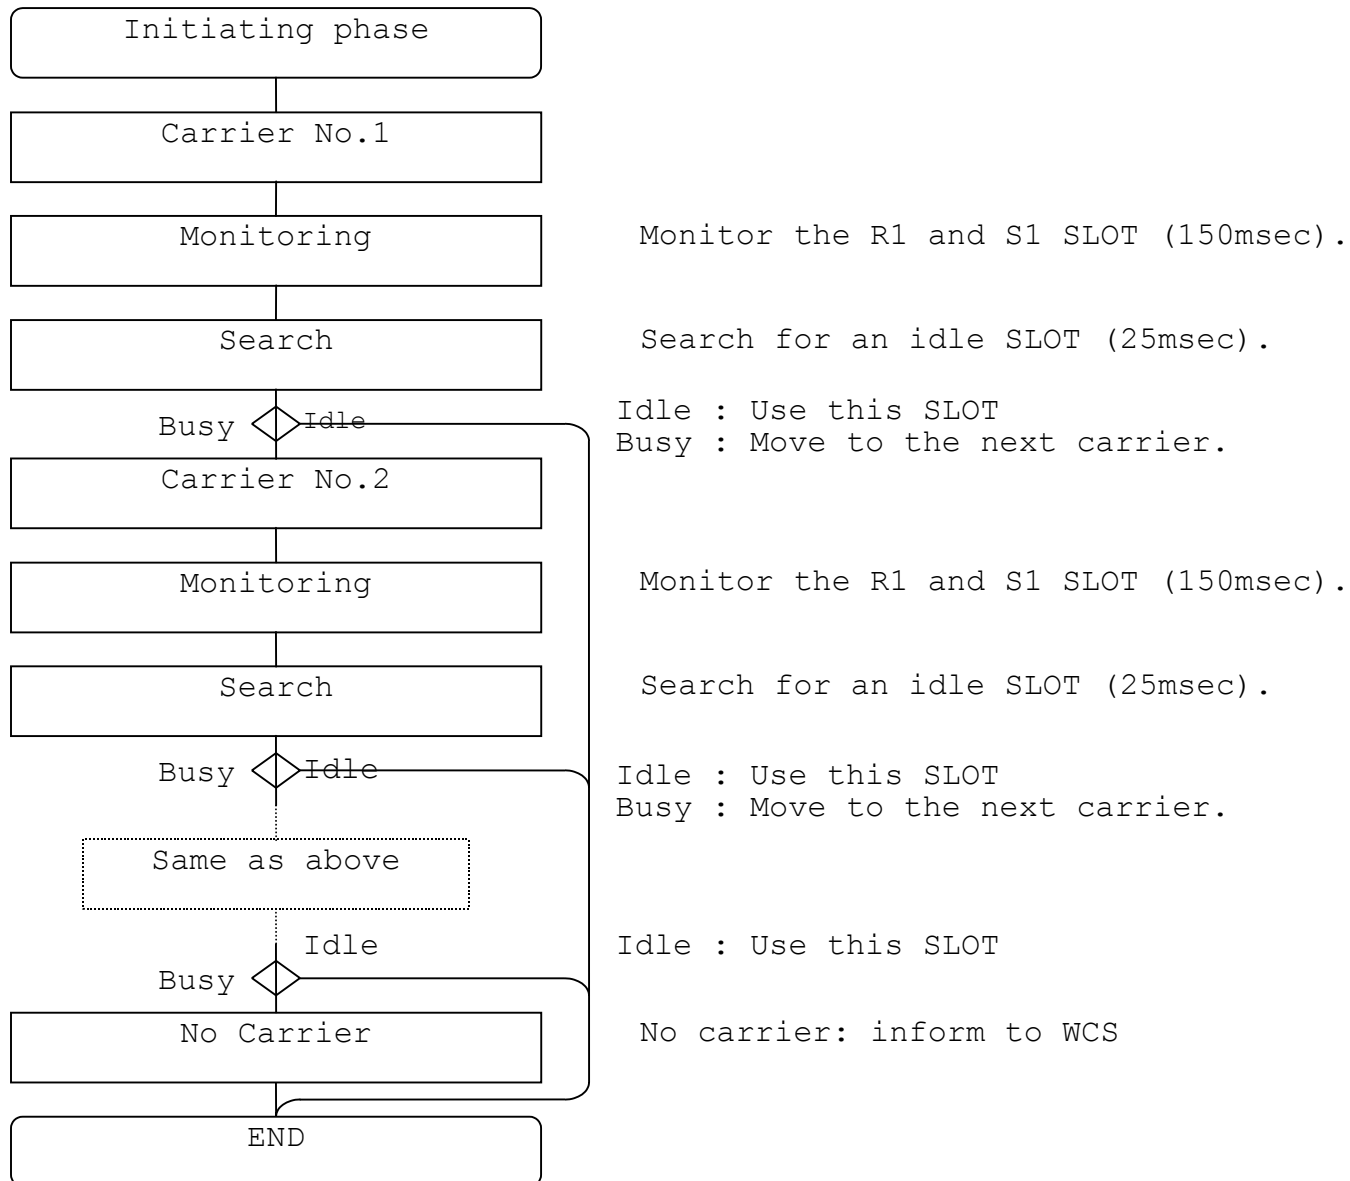 Initiating phase
Carrier No.1
Monitoring
Monitor the R1 and S1 SLOT (150msec).
Search
Search for an idle SLOT (25msec).
Busy
Idle
Idle : Use this SLOT
Busy : Move to the next carrier.
Carrier No.2
Monitoring
Monitor the R1 and S1 SLOT (150msec).
Search
Search for an idle SLOT (25msec).
Busy
Idle
Idle : Use this SLOT
Busy : Move to the next carrier.
Same as above
Idle
Idle : Use this SLOT
Busy
No Carrier
No carrier: inform to WCS
END